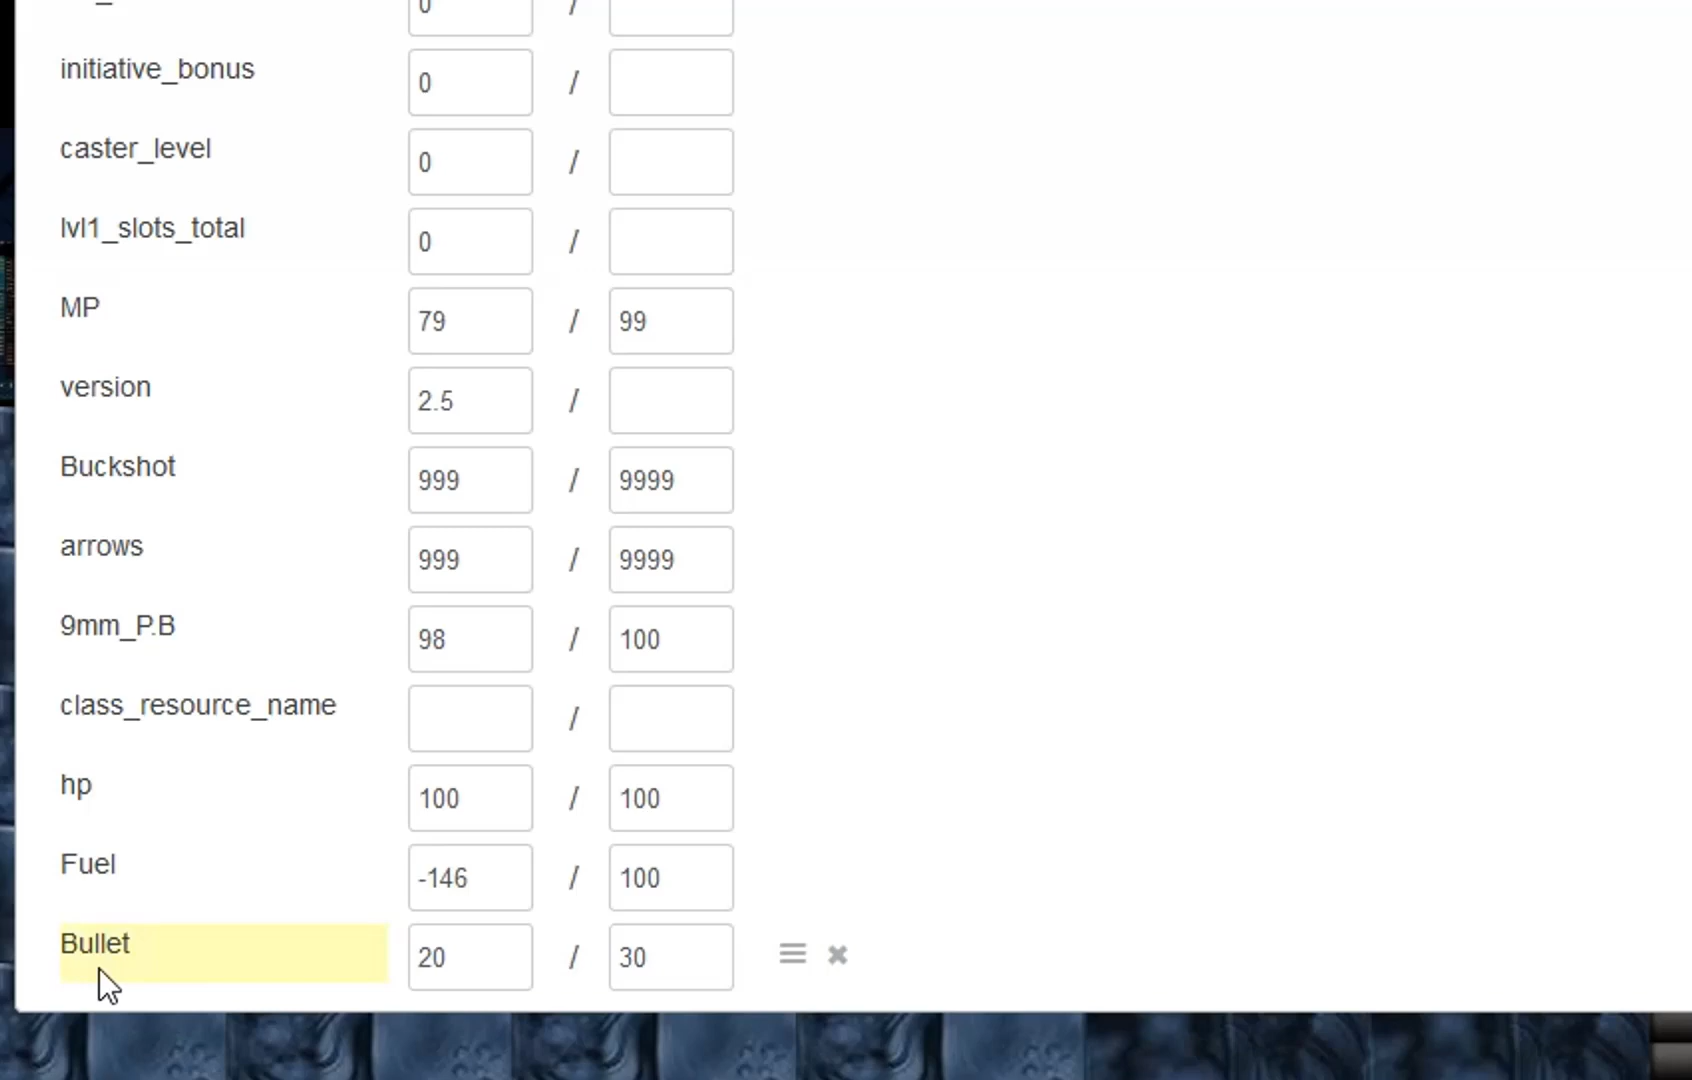 0 /
initiative_bonus 0 /
caster_level 0 /
lvl1_slots_total 0 /
MP 79 / 99
version 2.5 /
Buckshot 999 / 9999
arrows 999 / 9999
9mm_P.B 98 / 100
class_resource_name /
hp 100 / 100
Fuel -146 / 100
Bullet 20 / 30